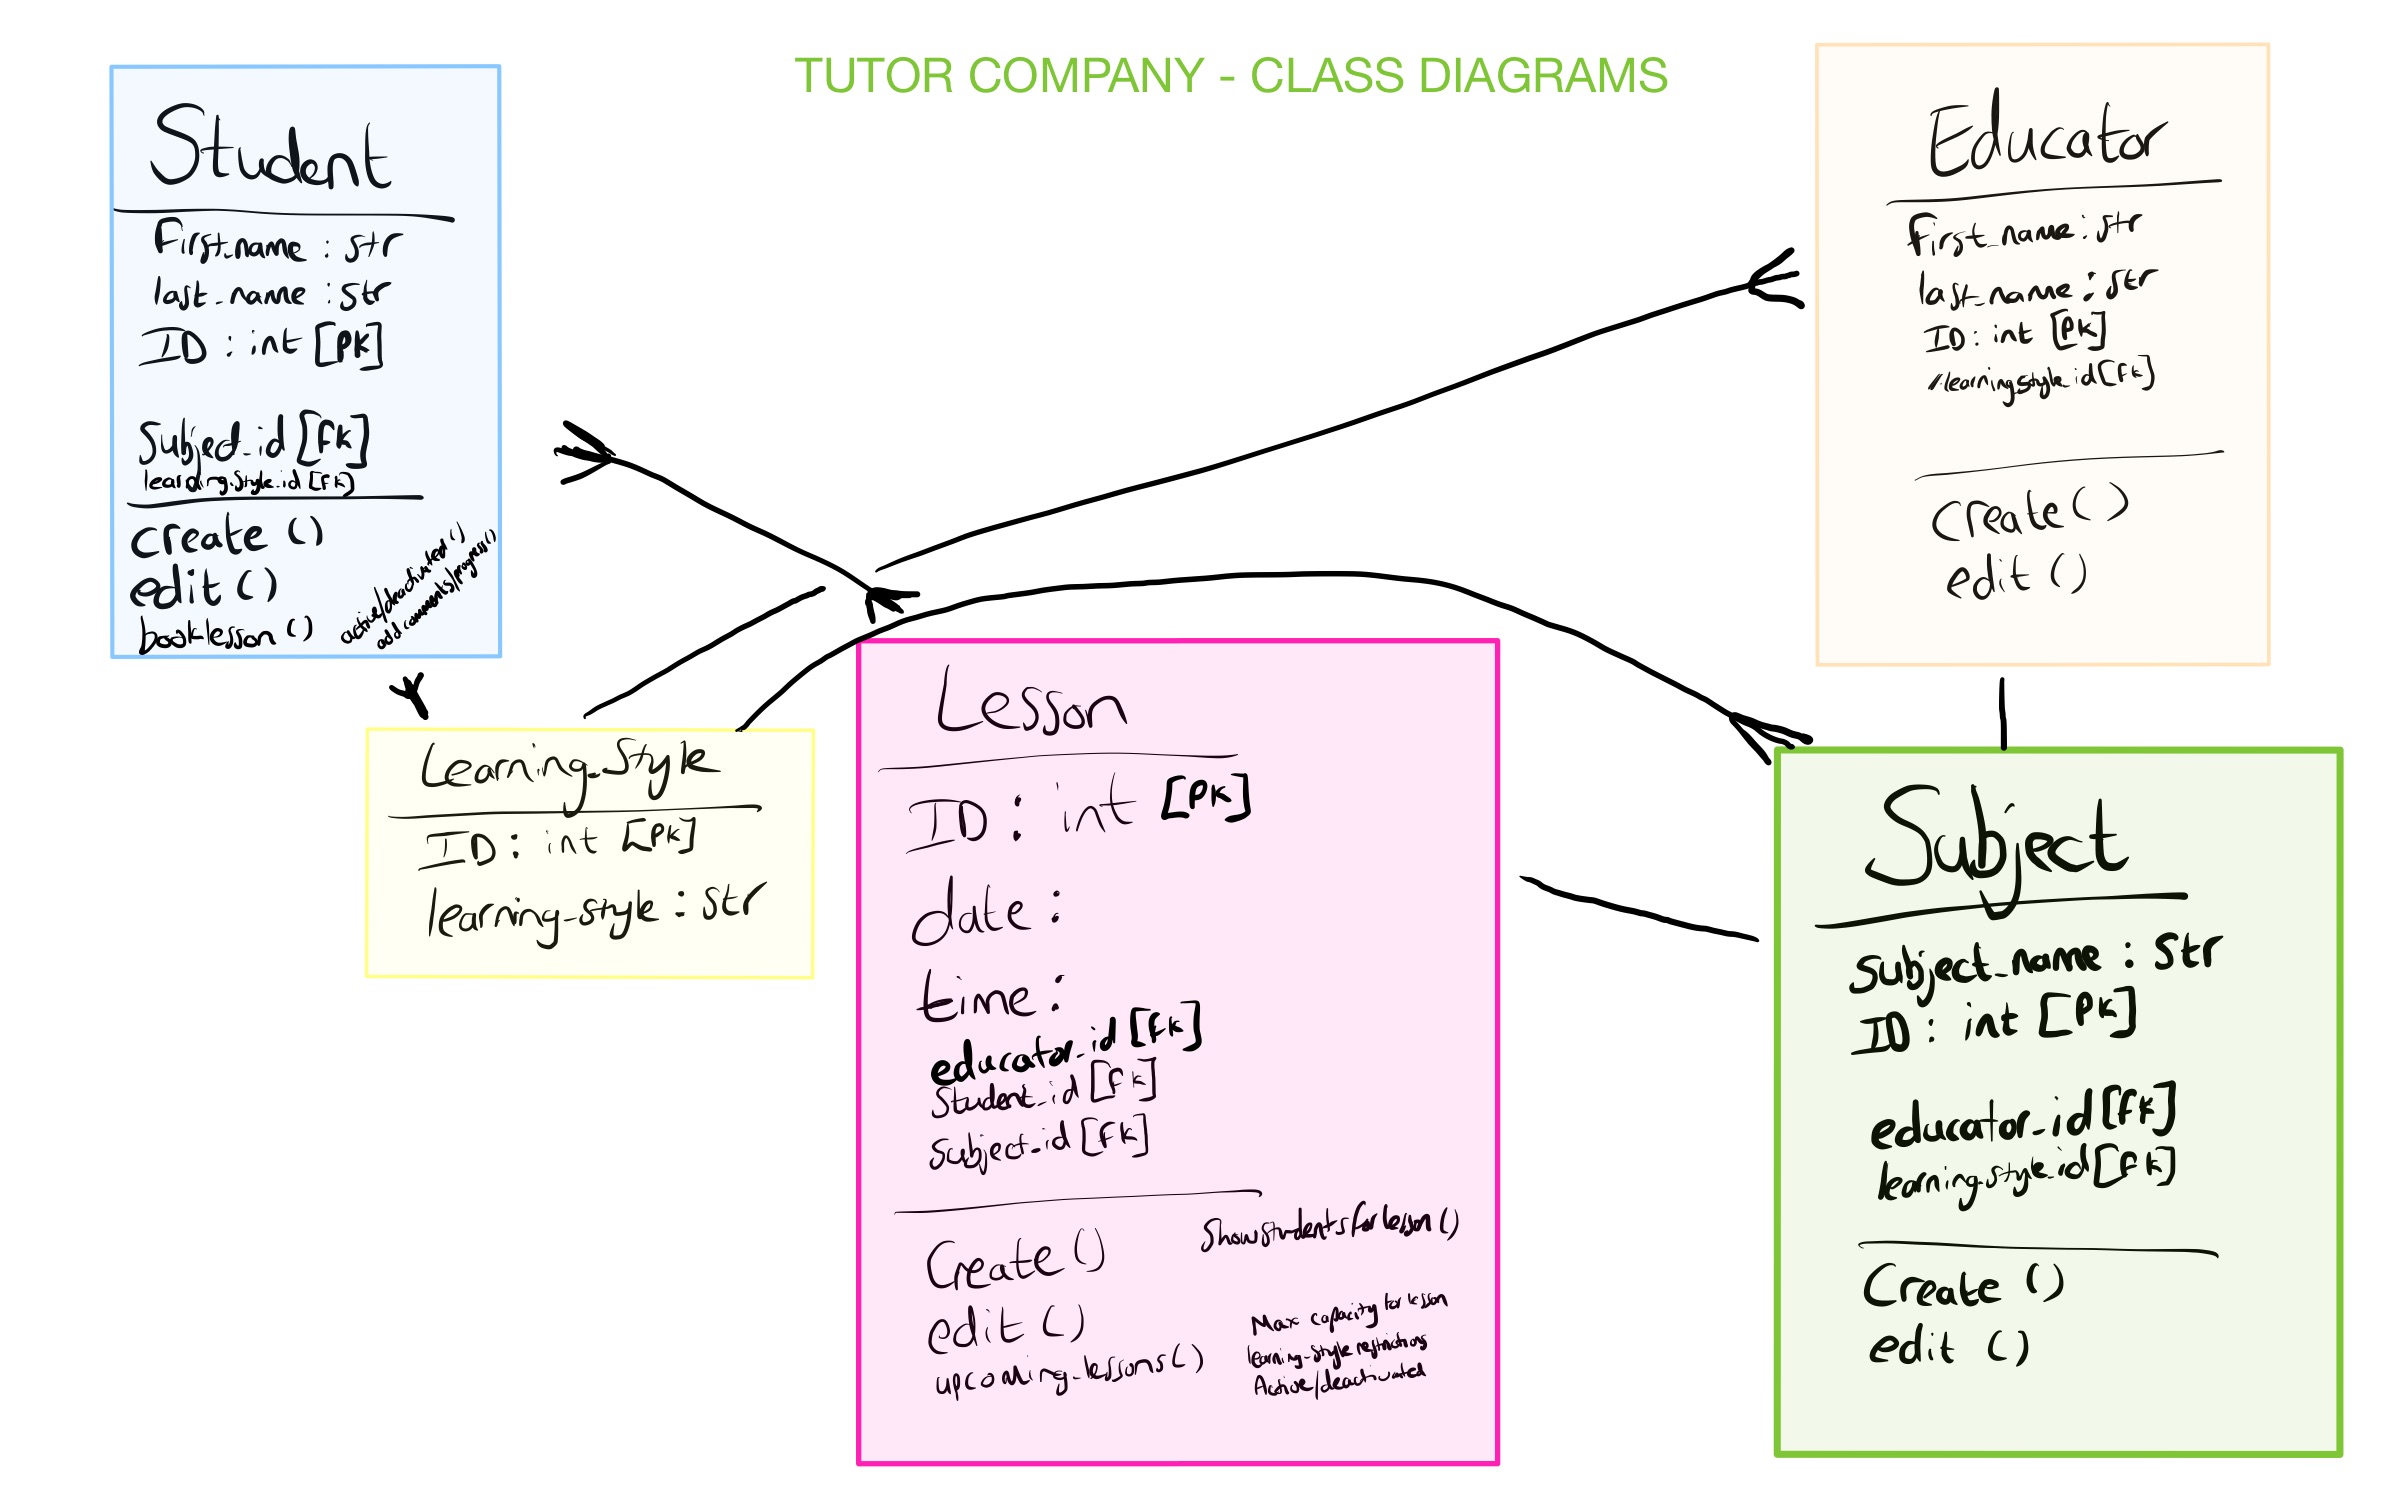 TUTOR COMPANY - CLASS DIAGRAMS
Student
first_name : str
last_name : str
ID : int [PK]
Subject_id [FK]
learning_style_id [FK]
create ()
edit ()
booklesson ()
active/deactivated ()
add comments/progress()
Educator
first_name : str
last_name : str
ID : int [PK]
learning_style_id [FK]
Create ()
edit ()
Learning_Style
ID : int [PK]
learning_style : str
Lesson
ID : int [PK]
date :
time :
educator_id [FK]
Student_id [FK]
Subject_id [FK]
Create ()
edit ()
upcoming_lessons ()
Showstudentsforlesson ()
Max capacity for lesson
learning_style restrictions
Active/deactivated
Subject
Subject_name : str
ID : int [PK]
educator_id [FK]
learning_style_id [FK]
Create ()
edit ()